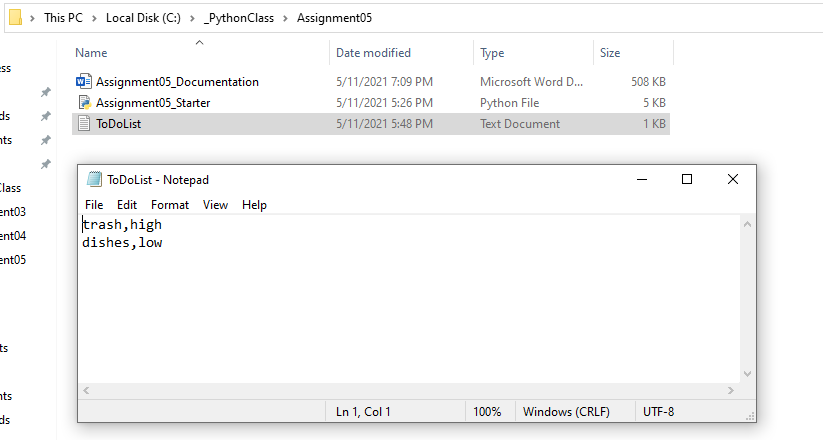 This PC > Local Disk (C:) > _PythonClass > Assignment05
Name Date modified Type Size
ess
Assignment05_Documentation 5/11/2021 7:09 PM Microsoft Word D... 508 KB
ds
Assignment05_Starter 5/11/2021 5:26 PM Python File 5 KB
nts
ToDoList 5/11/2021 5:48 PM Text Document 1 KB
Class
ent03
ent04
ent05
ts
nts
ds
ToDoList - Notepad
File Edit Format View Help
trash,high
dishes,low
Ln 1, Col 1 100% Windows (CRLF) UTF-8